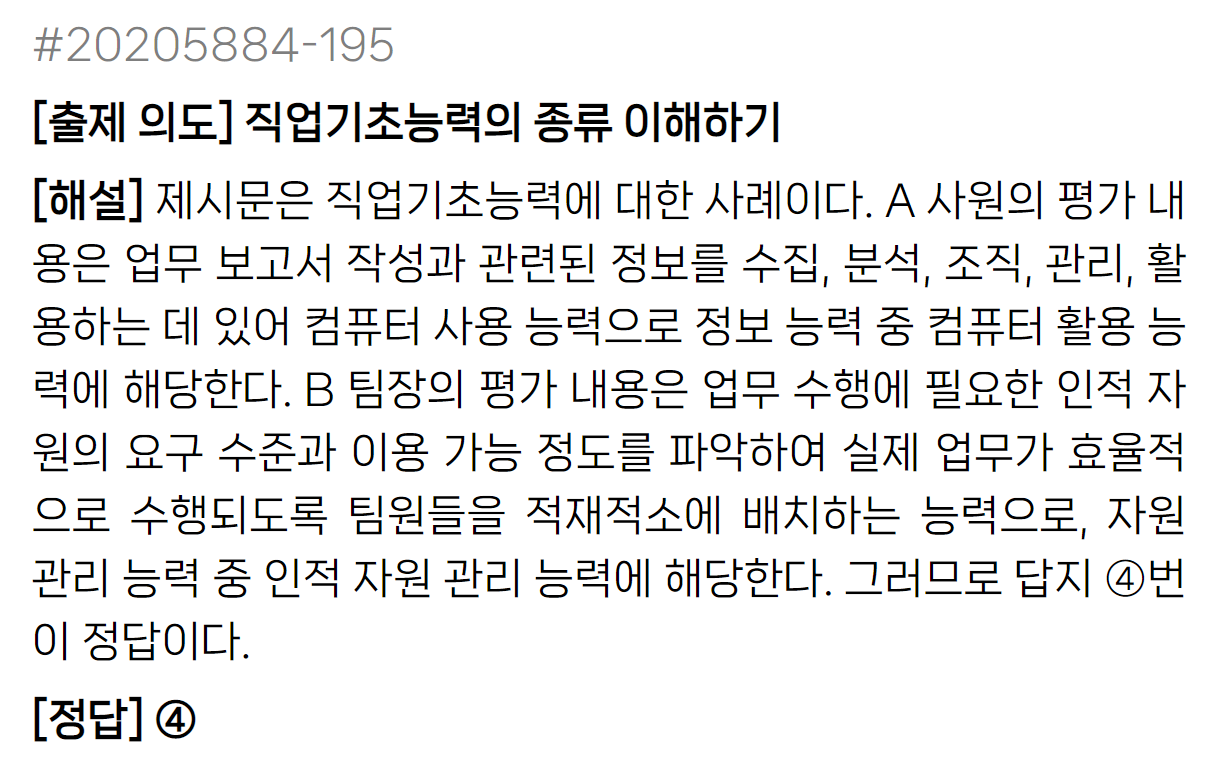 #20205884-195
[출제 의도] 직업기초능력의 종류 이해하기
[해설] 제시문은 직업기초능력에 대한 사례이다. A 사원의 평가 내
용은 업무 보고서 작성과 관련된 정보를 수집, 분석, 조직, 관리, 활
용하는 데 있어 컴퓨터 사용 능력으로 정보 능력 중 컴퓨터 활용 능
력에 해당한다. B 팀장의 평가 내용은 업무 수행에 필요한 인적 자
원의 요구 수준과 이용 가능 정도를 파악하여 실제 업무가 효율적
으로 수행되도록 팀원들을 적재적소에 배치하는 능력으로, 자원
관리 능력 중 인적 자원 관리 능력에 해당한다. 그러므로 답지 ④번
이 정답이다.
[정답] ④